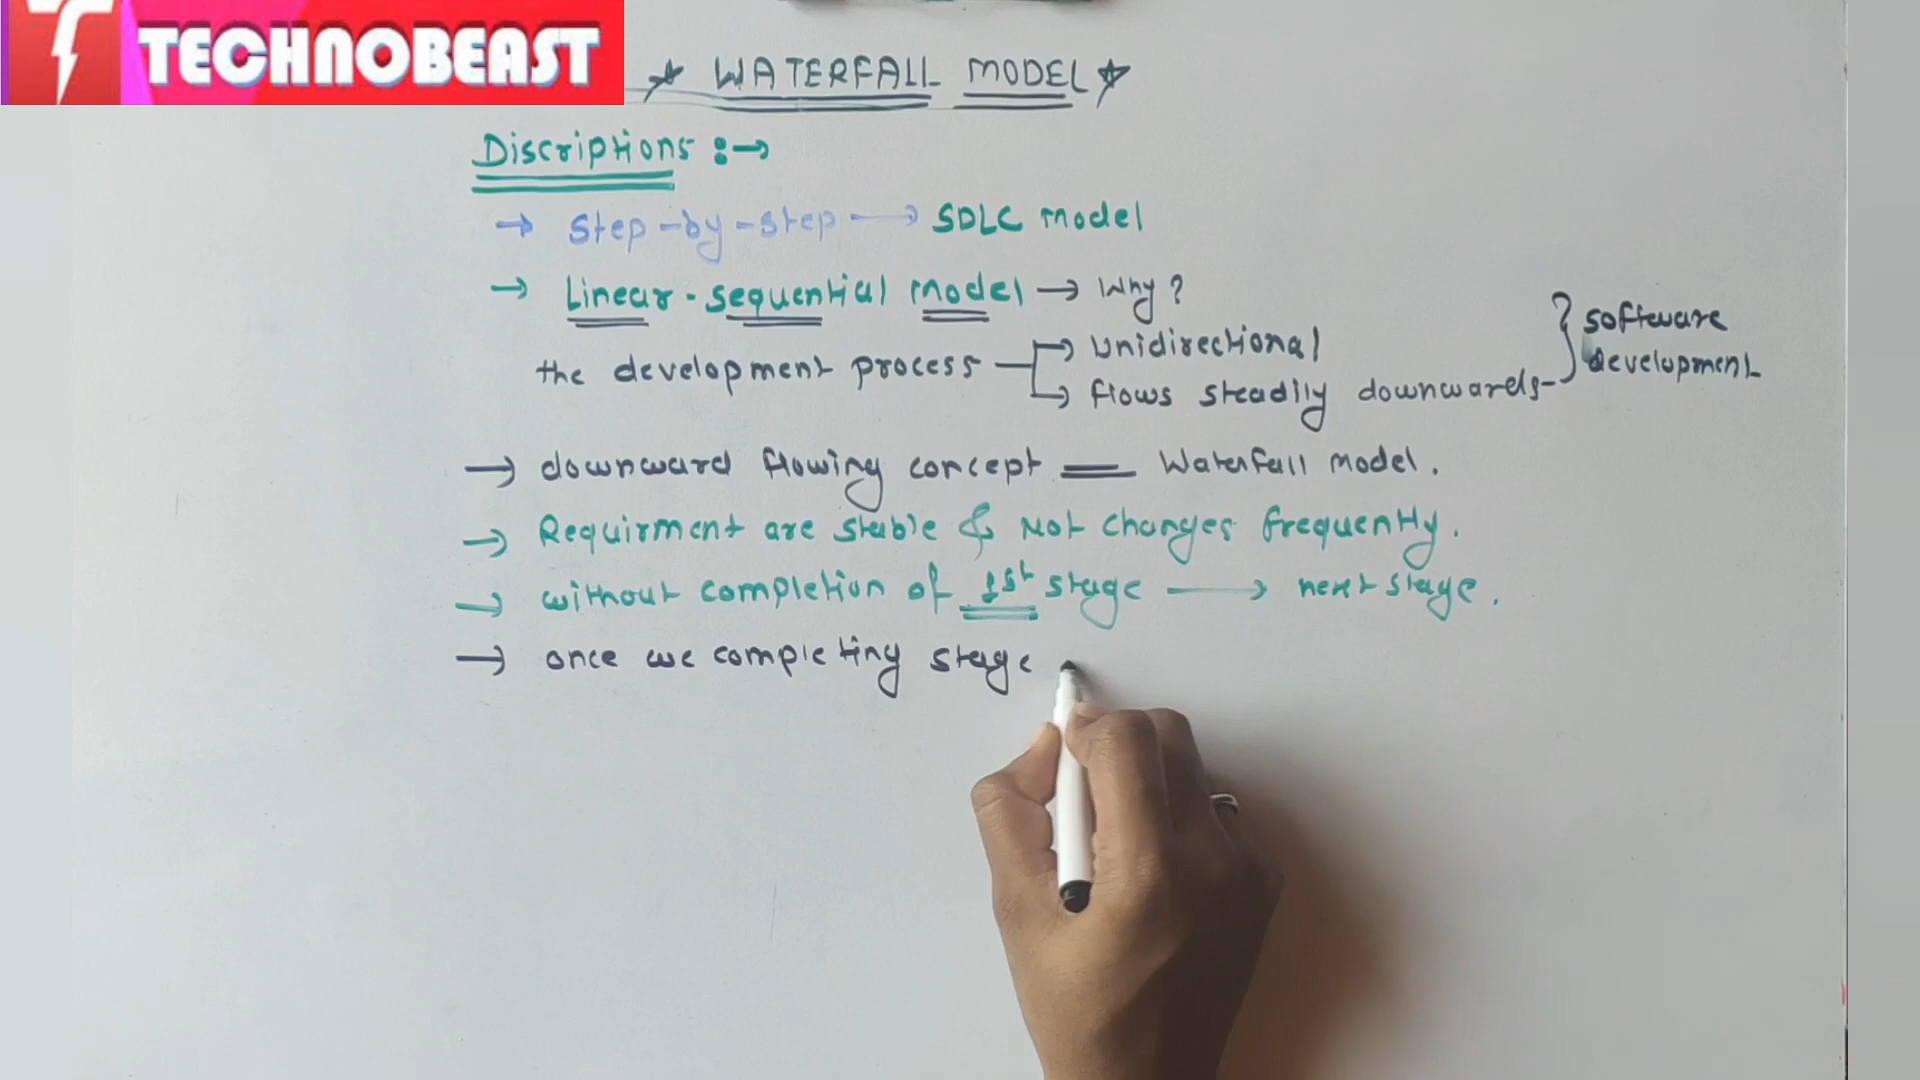 TECHNOBEAST
★ WATERFALL MODEL ★
Discriptions :→
→ Step-by-step → SDLC model
→ Linear-sequential model → Why?
the development process → unidirectional
→ flows steadily downwards- } software development
→ downward flowing concept = Waterfall model.
→ Requirment are stable & Not Changes frequently.
→ without completion of 1st stage → next stage.
→ once we completing stage